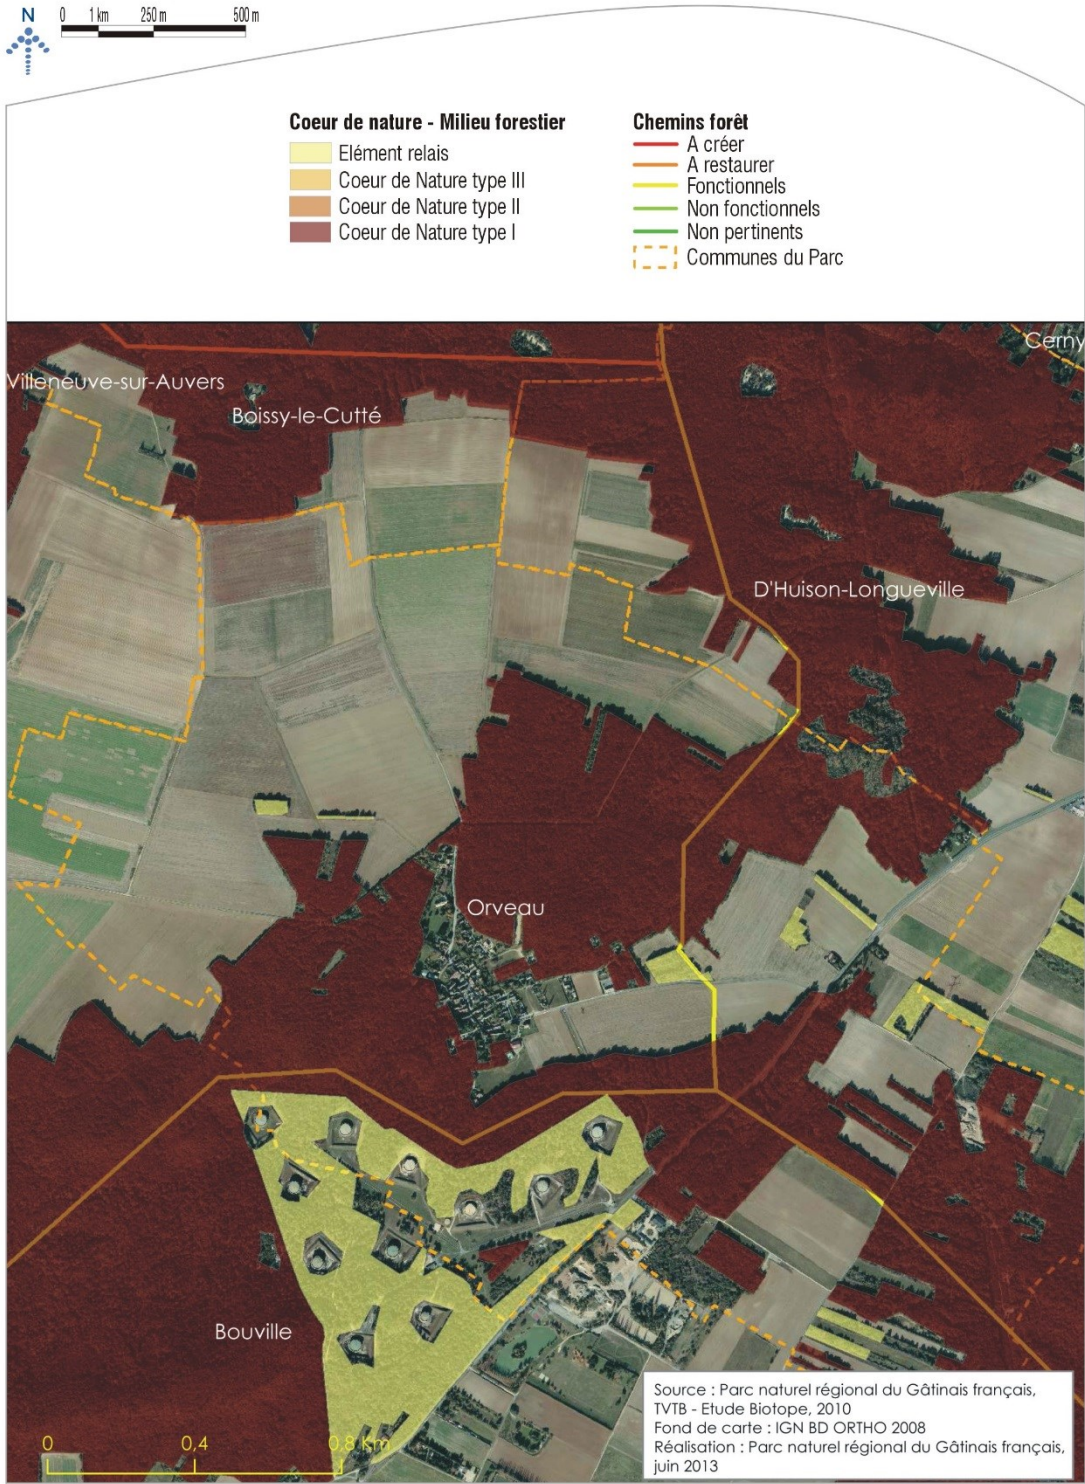 N
0 1 km 250 m 500 m
Coeur de nature - Milieu forestier
Elément relais
Coeur de Nature type III
Coeur de Nature type II
Coeur de Nature type I
Chemins forêt
A créer
A restaurer
Fonctionnels
Non fonctionnels
Non pertinents
Communes du Parc
Cerny
Villeneuve-sur-Auvers
Boissy-le-Cutté
D'Huison-Longueville
Orveau
Bouville
0 0,4 0,8 Km
Source : Parc naturel régional du Gâtinais français,
TVTB - Etude Biotope, 2010
Fond de carte : IGN BD ORTHO 2008
Réalisation : Parc naturel régional du Gâtinais français,
juin 2013